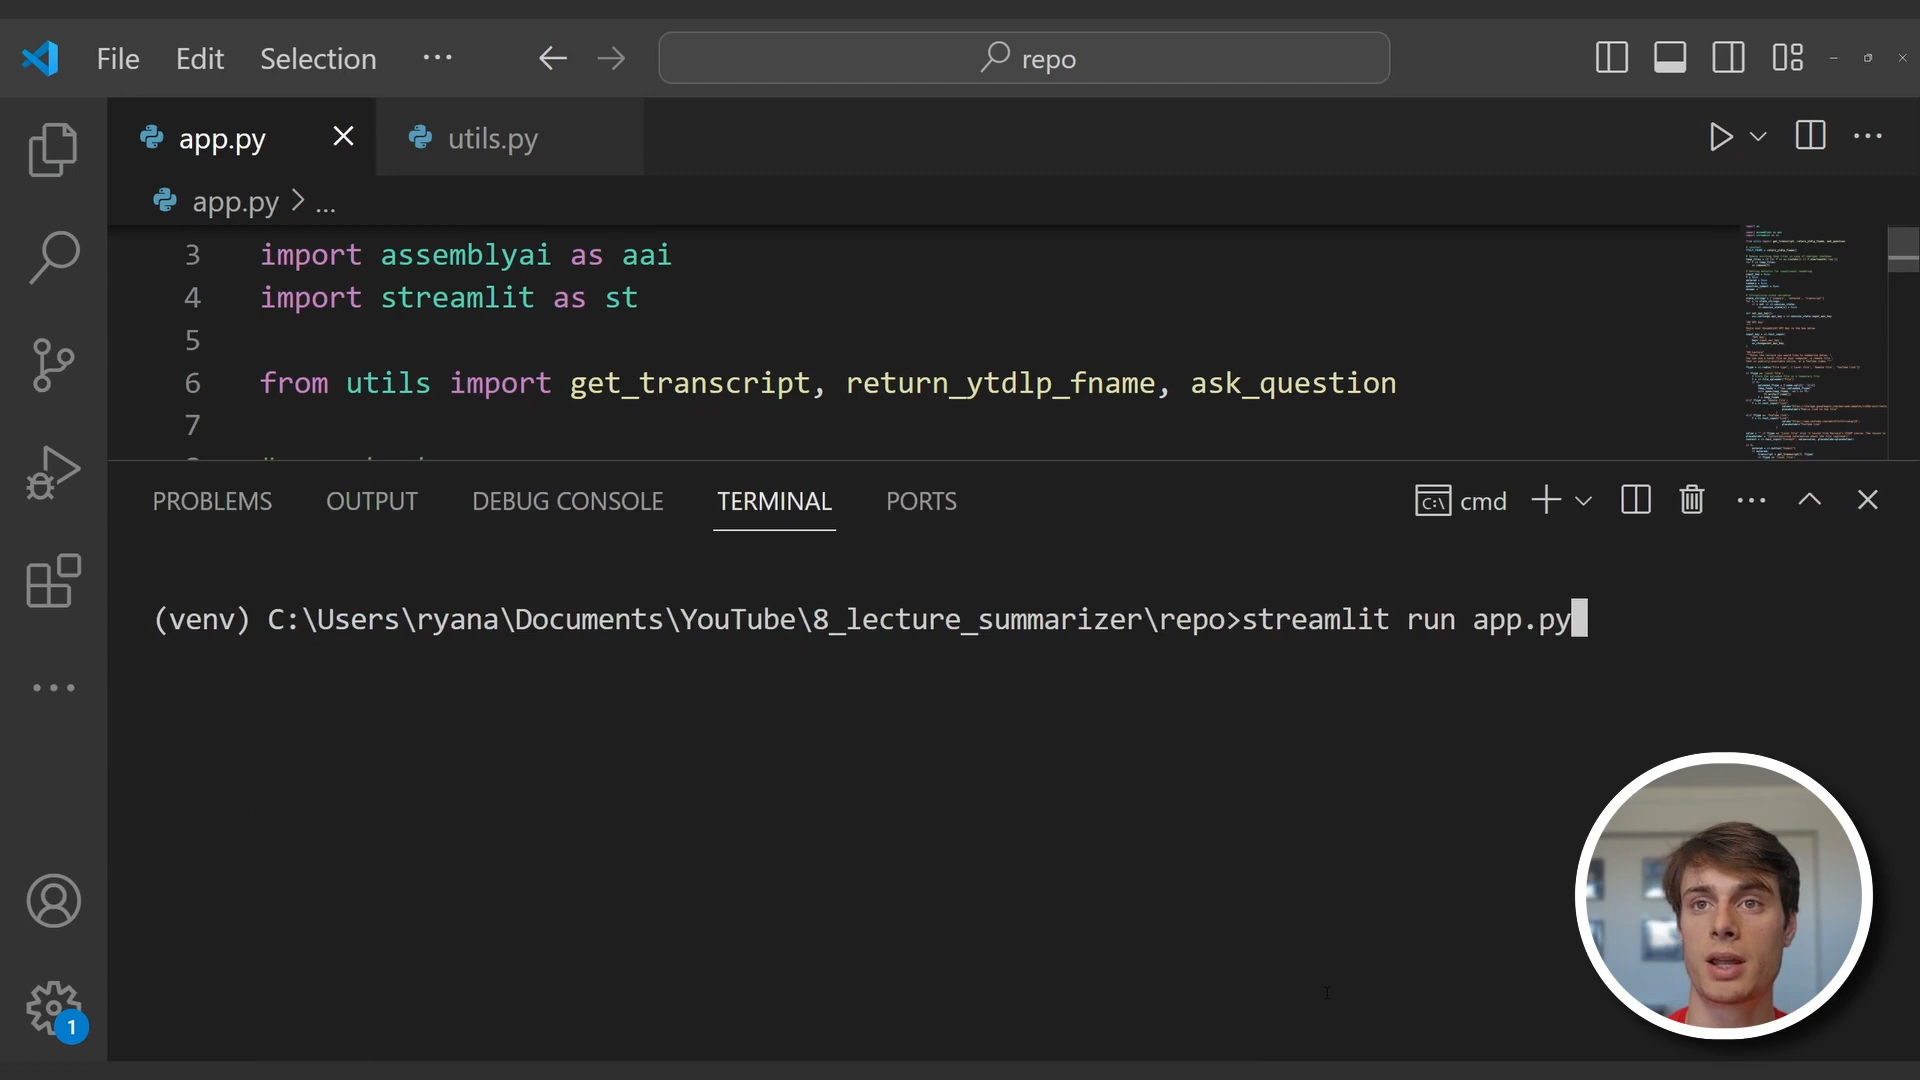 File Edit Selection ···
repo
app.py
utils.py
app.py > ...
3 import assemblyai as aai
4 import streamlit as st
5
6 from utils import get_transcript, return_ytdlp_fname, ask_question
7
PROBLEMS OUTPUT DEBUG CONSOLE TERMINAL PORTS
cmd
(venv) C:\Users\ryana\Documents\YouTube\8_lecture_summarizer\repo>streamlit run app.py
1